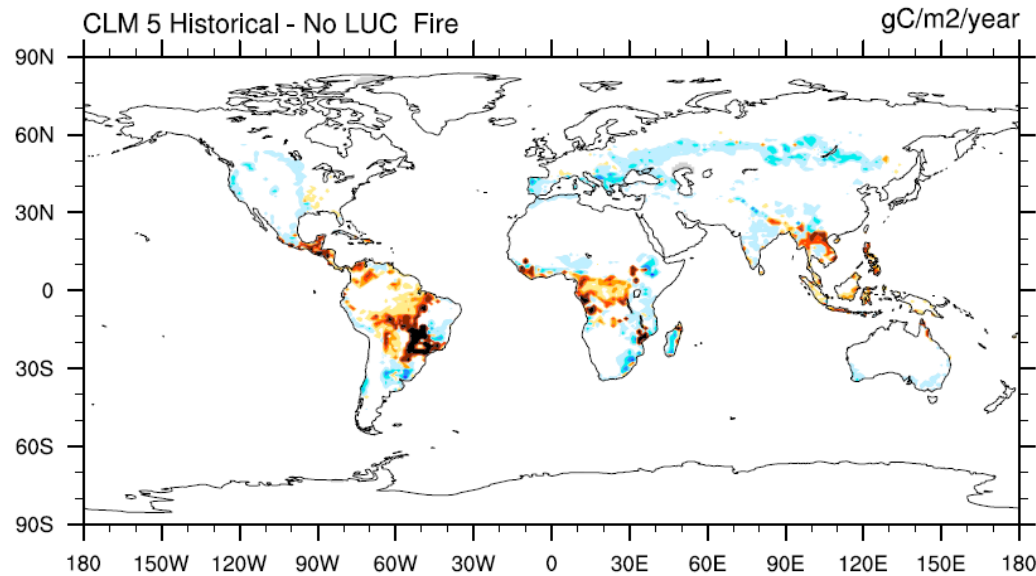 CLM 5 Historical - No LUC Fire
gC/m2/year
90N
60N
30N
0
30S
60S
90S
180 150W 120W 90W 60W 30W 0 30E 60E 90E 120E 150E 180